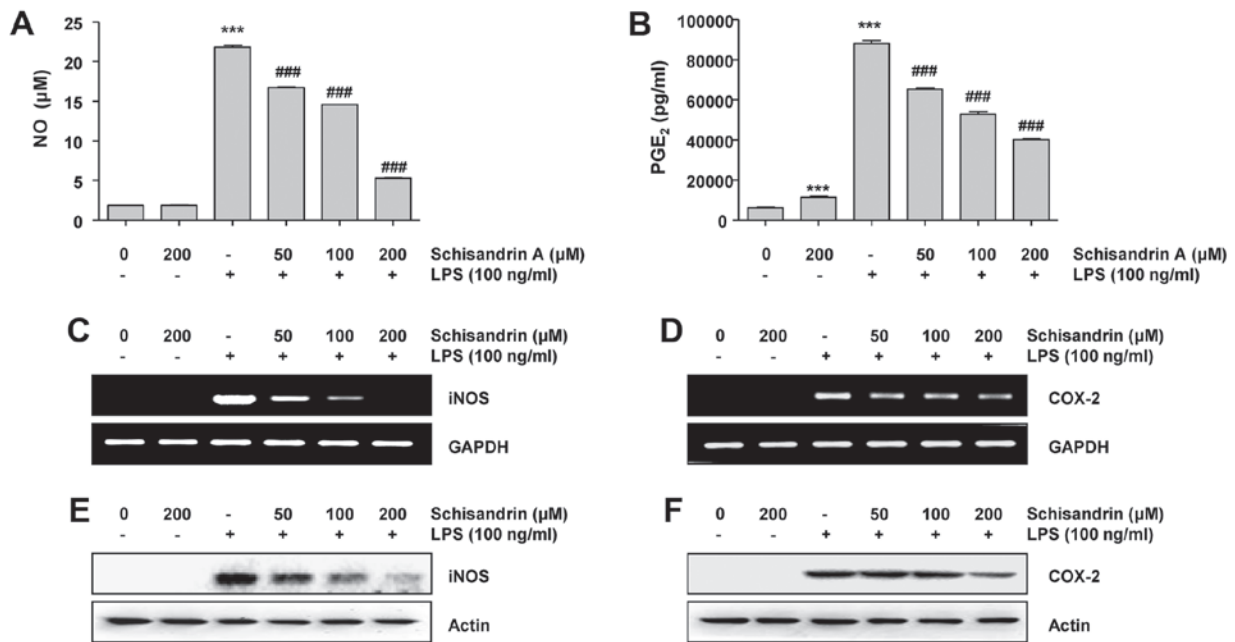 A
25
20
15
10
5
0
NO (µM)
***
###
###
###
0 200 - 50 100 200 Schisandrin A (µM)
- - + + + + LPS (100 ng/ml)
B
100000
80000
60000
40000
20000
0
PGE2 (pg/ml)
***
***
###
###
###
0 200 - 50 100 200 Schisandrin A (µM)
- - + + + + LPS (100 ng/ml)
C
0 200 - 50 100 200 Schisandrin (µM)
- - + + + + LPS (100 ng/ml)
iNOS
GAPDH
D
0 200 - 50 100 200 Schisandrin (µM)
- - + + + + LPS (100 ng/ml)
COX-2
GAPDH
E
0 200 - 50 100 200 Schisandrin (µM)
- - + + + + LPS (100 ng/ml)
iNOS
Actin
F
0 200 - 50 100 200 Schisandrin (µM)
- - + + + + LPS (100 ng/ml)
COX-2
Actin